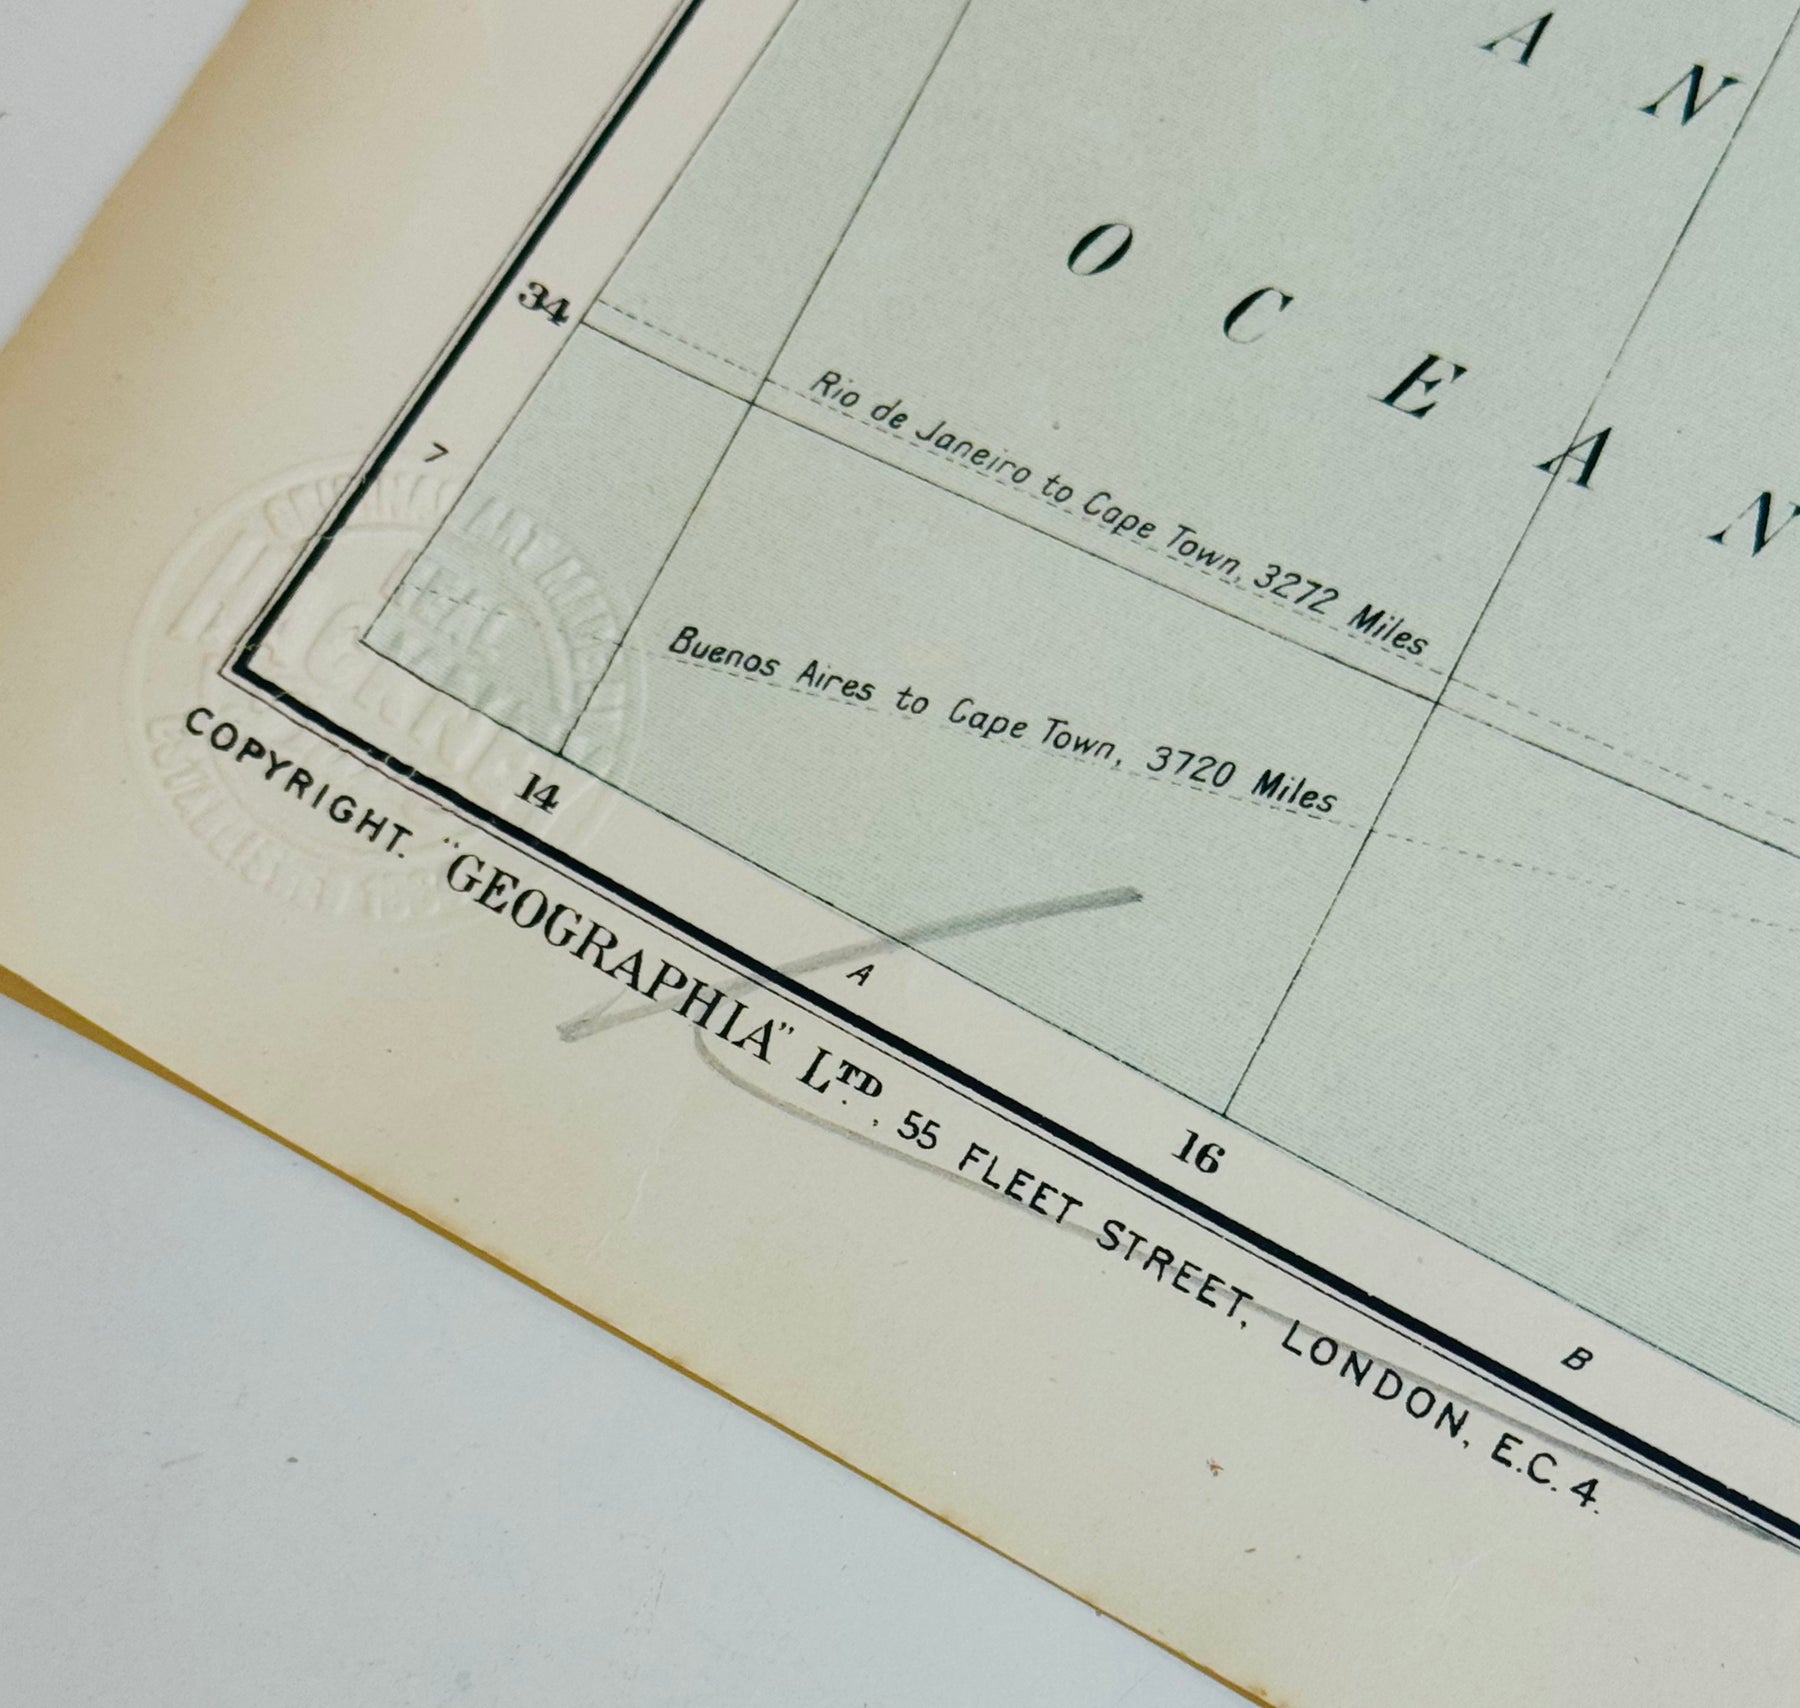 A N
O C E A N
34
Rio de Janeiro to Cape Town, 3272 Miles
7
Buenos Aires to Cape Town, 3720 Miles
14
A
16
B
COPYRIGHT. "GEOGRAPHIA" LTD., 55 FLEET STREET, LONDON, E.C. 4.